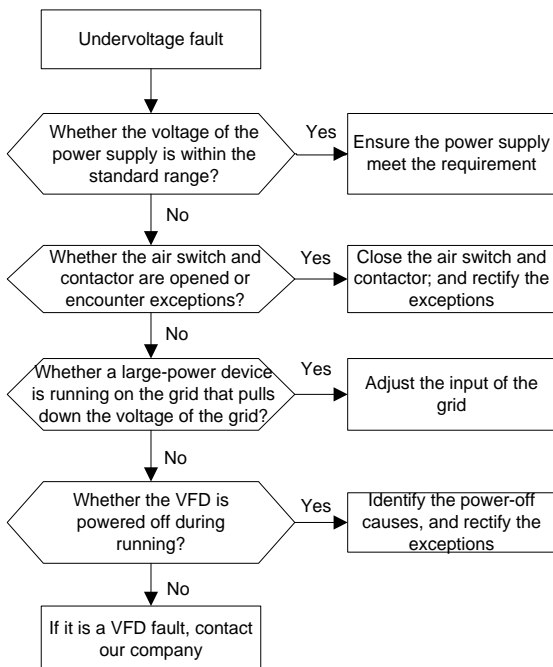 Undervoltage fault
Whether the voltage of the
power supply is within the
standard range?
Yes
Ensure the power supply
meet the requirement
No
Whether the air switch and
contactor are opened or
encounter exceptions?
Yes
Close the air switch and
contactor; and rectify the
exceptions
No
Whether a large-power device
is running on the grid that pulls
down the voltage of the grid?
Yes
Adjust the input of the
grid
No
Whether the VFD is
powered off during
running?
Yes
Identify the power-off
causes, and rectify the
exceptions
No
If it is a VFD fault, contact
our company